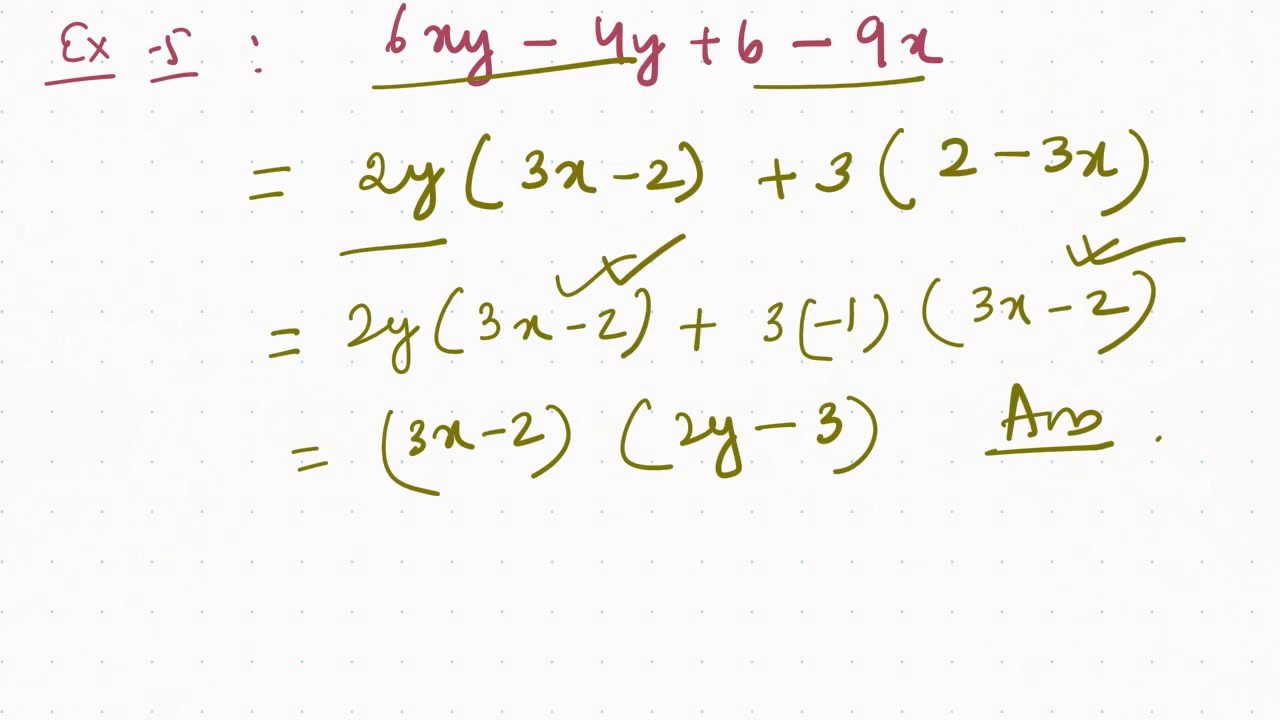 Ex -5 : 6xy - 4y + 6 - 9x
= 2y ( 3x - 2 ) + 3 ( 2 - 3x )
= 2y ( 3x - 2 ) + 3 (-1) ( 3x - 2 )
= (3x - 2) (2y - 3) Ans .